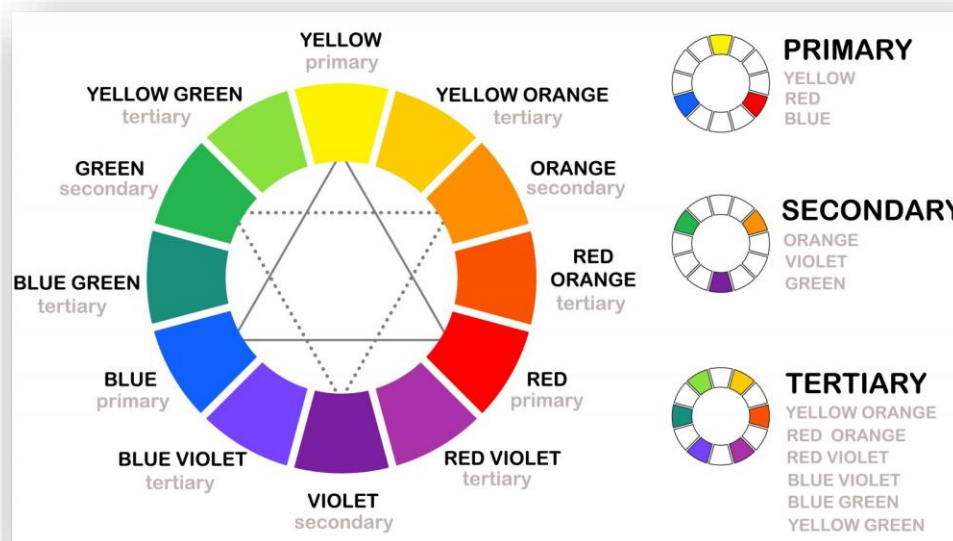 YELLOW
primary
YELLOW ORANGE
tertiary
ORANGE
secondary
RED
ORANGE
tertiary
RED
primary
RED VIOLET
tertiary
VIOLET
secondary
BLUE VIOLET
tertiary
BLUE
primary
BLUE GREEN
tertiary
GREEN
secondary
YELLOW GREEN
tertiary
PRIMARY
YELLOW
RED
BLUE
SECONDARY
ORANGE
VIOLET
GREEN
TERTIARY
YELLOW ORANGE
RED ORANGE
RED VIOLET
BLUE VIOLET
BLUE GREEN
YELLOW GREEN